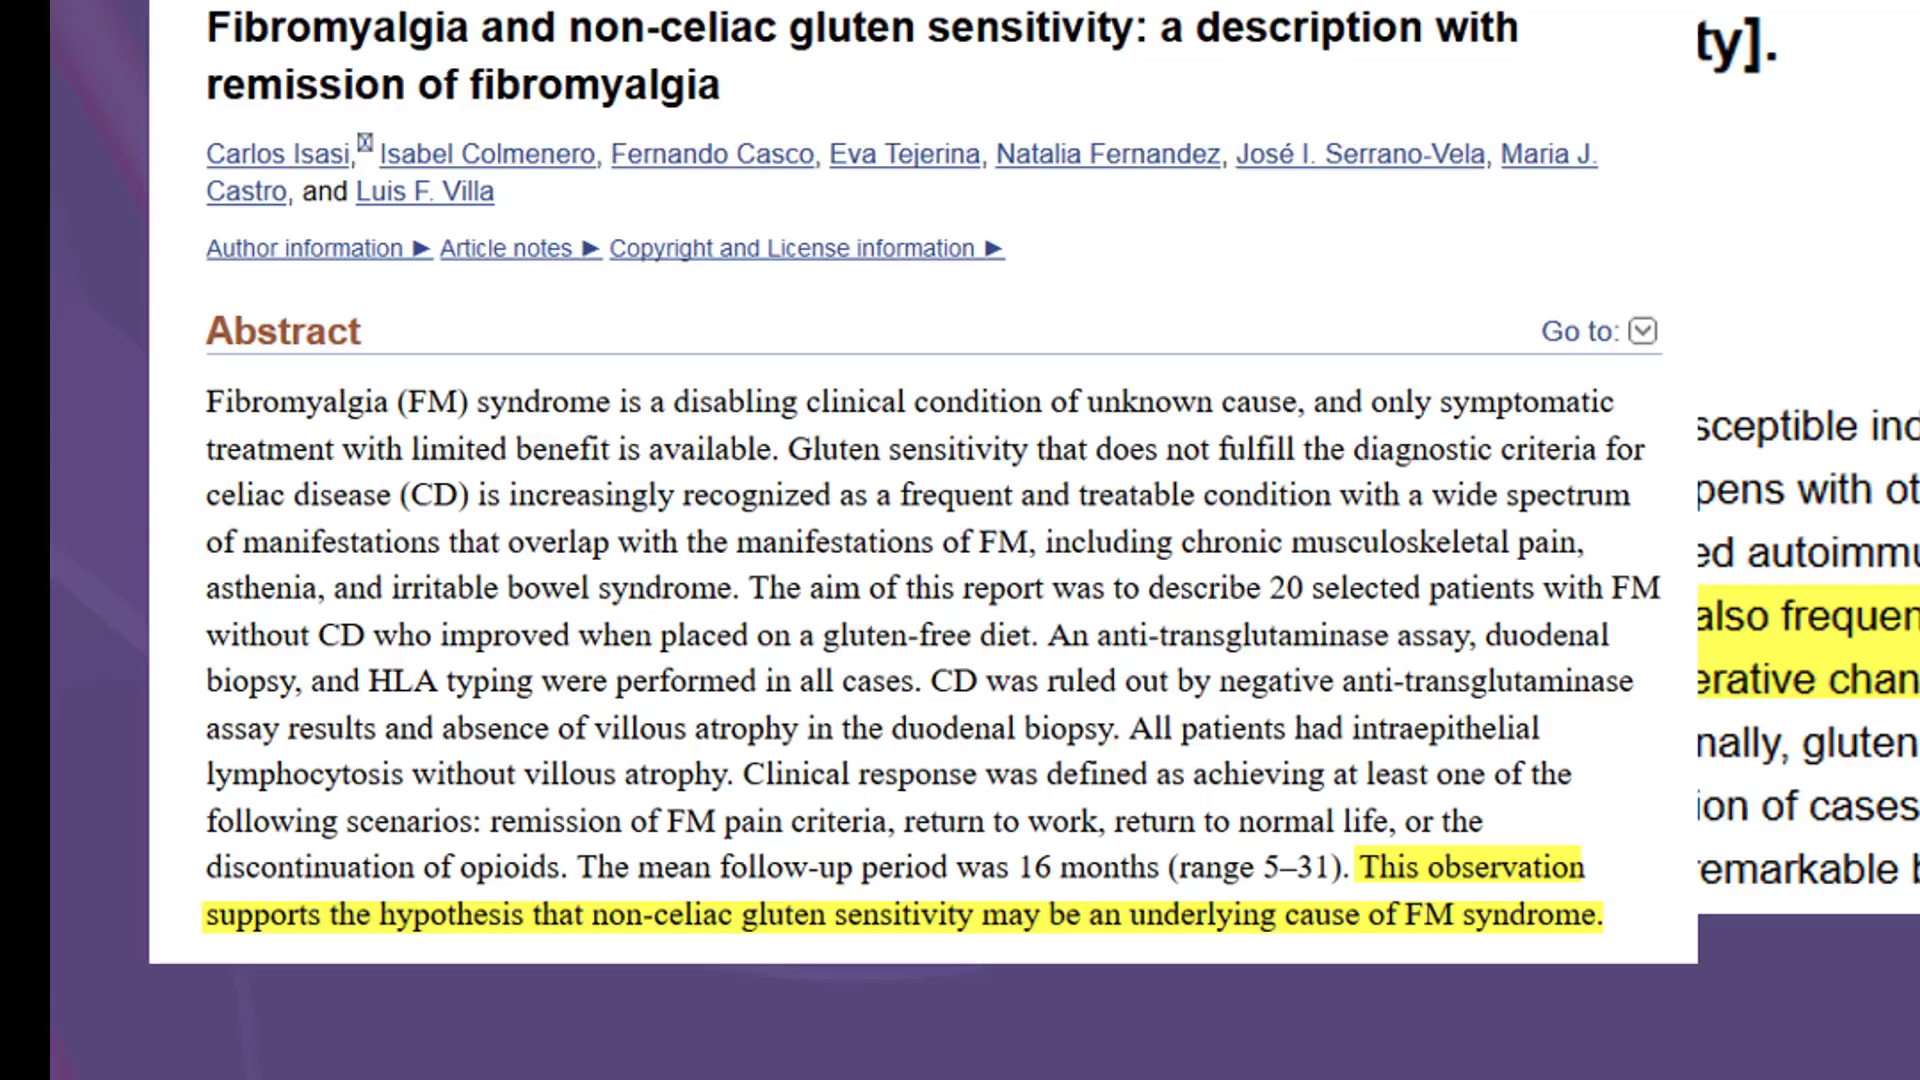 Fibromyalgia and non-celiac gluten sensitivity: a description with
remission of fibromyalgia
Carlos Isasi, Isabel Colmenero, Fernando Casco, Eva Tejerina, Natalia Fernandez, José I. Serrano-Vela, Maria J.
Castro, and Luis F. Villa
Author information ► Article notes ► Copyright and License information ►
Abstract
Go to:
Fibromyalgia (FM) syndrome is a disabling clinical condition of unknown cause, and only symptomatic
treatment with limited benefit is available. Gluten sensitivity that does not fulfill the diagnostic criteria for
celiac disease (CD) is increasingly recognized as a frequent and treatable condition with a wide spectrum
of manifestations that overlap with the manifestations of FM, including chronic musculoskeletal pain,
asthenia, and irritable bowel syndrome. The aim of this report was to describe 20 selected patients with FM
without CD who improved when placed on a gluten-free diet. An anti-transglutaminase assay, duodenal
biopsy, and HLA typing were performed in all cases. CD was ruled out by negative anti-transglutaminase
assay results and absence of villous atrophy in the duodenal biopsy. All patients had intraepithelial
lymphocytosis without villous atrophy. Clinical response was defined as achieving at least one of the
following scenarios: remission of FM pain criteria, return to work, return to normal life, or the
discontinuation of opioids. The mean follow-up period was 16 months (range 5–31). This observation
supports the hypothesis that non-celiac gluten sensitivity may be an underlying cause of FM syndrome.
ty].
sceptible ind
pens with ot
ed autoimmu
also frequen
erative chan
nally, gluten
ion of cases
remarkable b